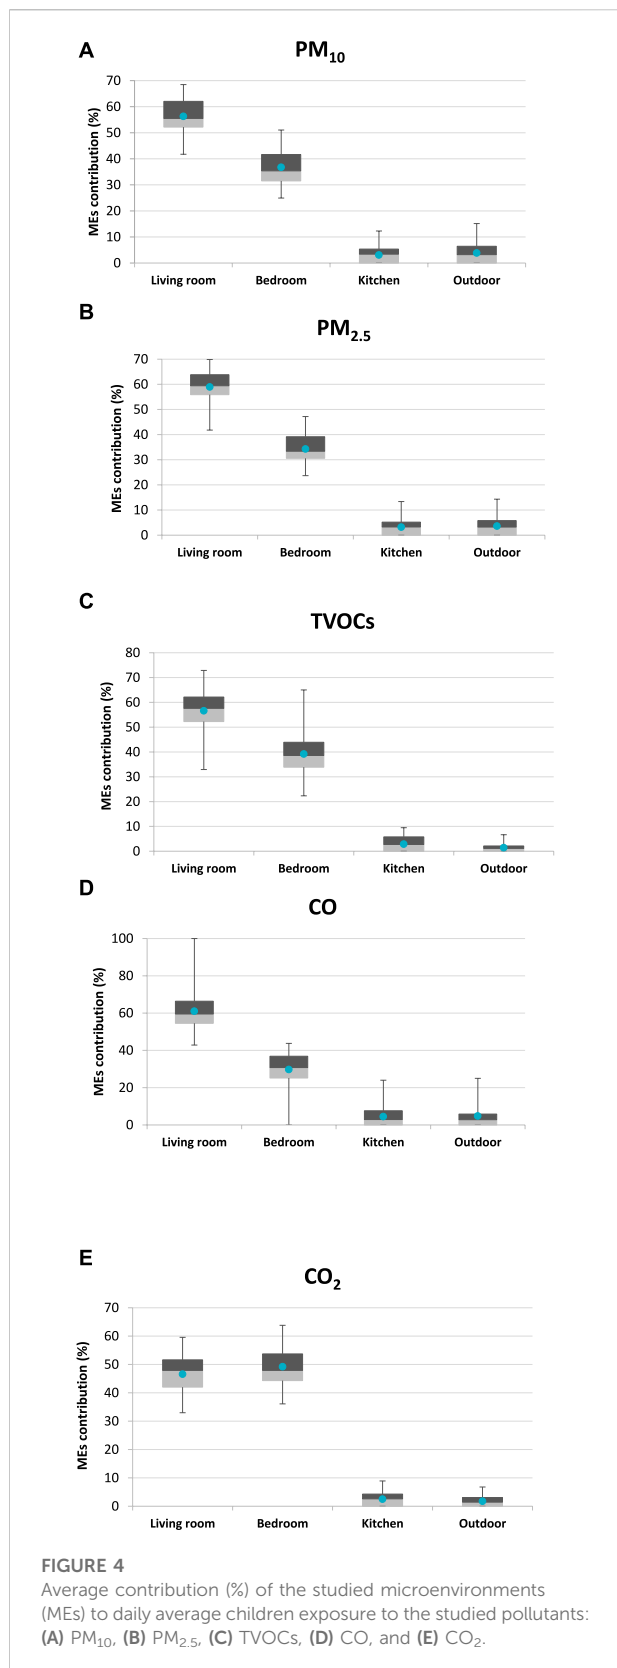 A
PM₁₀
MEs contribution (%)
70
60
50
40
30
20
10
0
Living room Bedroom Kitchen Outdoor
B
PM₂.₅
MEs contribution (%)
70
60
50
40
30
20
10
0
Living room Bedroom Kitchen Outdoor
C
TVOCs
MEs contribution (%)
80
70
60
50
40
30
20
10
0
Living room Bedroom Kitchen Outdoor
D
CO
MEs contribution (%)
100
80
60
40
20
0
Living room Bedroom Kitchen Outdoor
E
CO₂
MEs contribution (%)
70
60
50
40
30
20
10
0
Living room Bedroom Kitchen Outdoor
FIGURE 4
Average contribution (%) of the studied microenvironments
(MEs) to daily average children exposure to the studied pollutants:
(A) PM₁₀, (B) PM₂.₅, (C) TVOCs, (D) CO, and (E) CO₂.